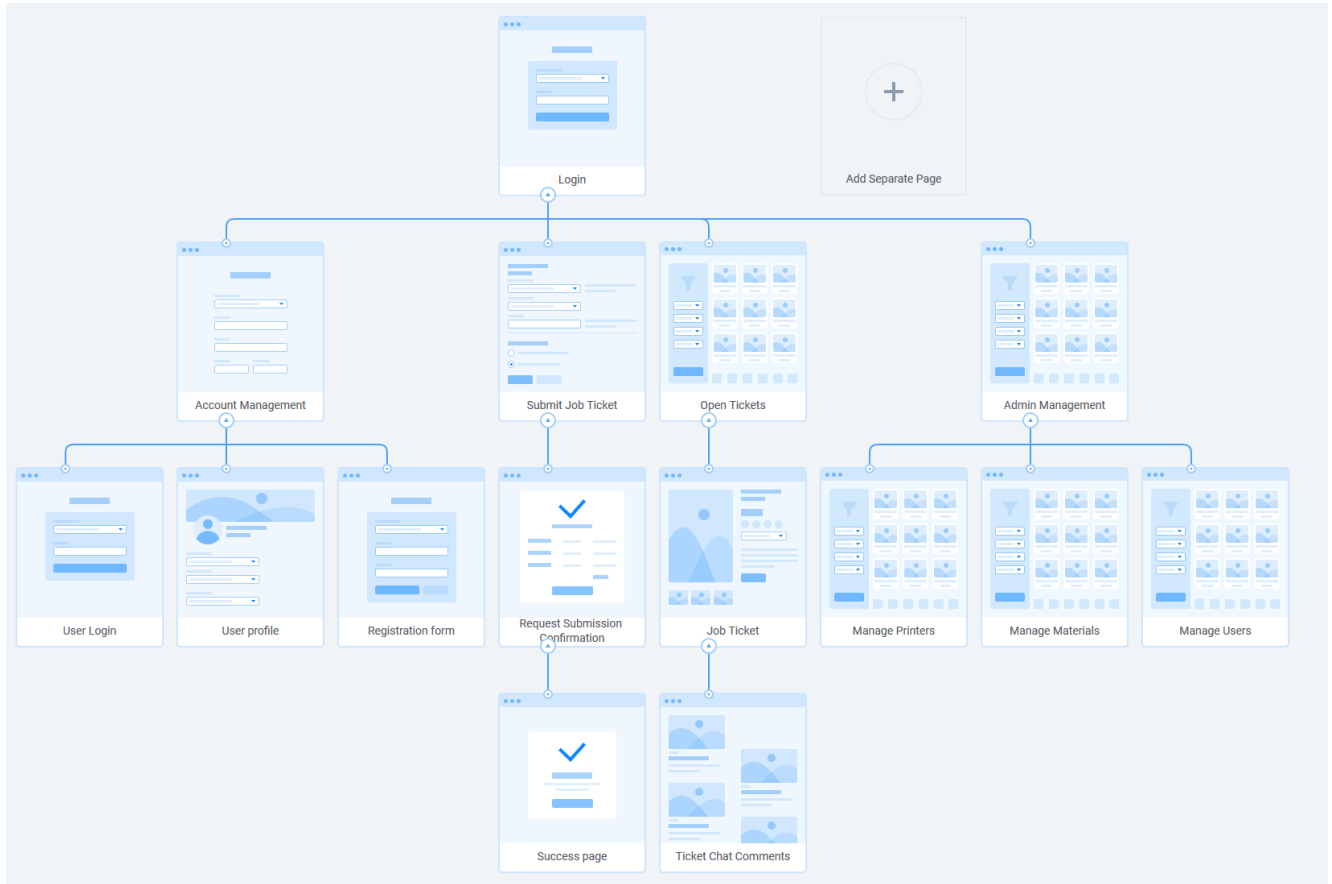 Login
Add Separate Page
Account Management
Submit Job Ticket
Open Tickets
Admin Management
User Login
User profile
Registration form
Request Submission
Confirmation
Job Ticket
Manage Printers
Manage Materials
Manage Users
Success page
Ticket Chat Comments